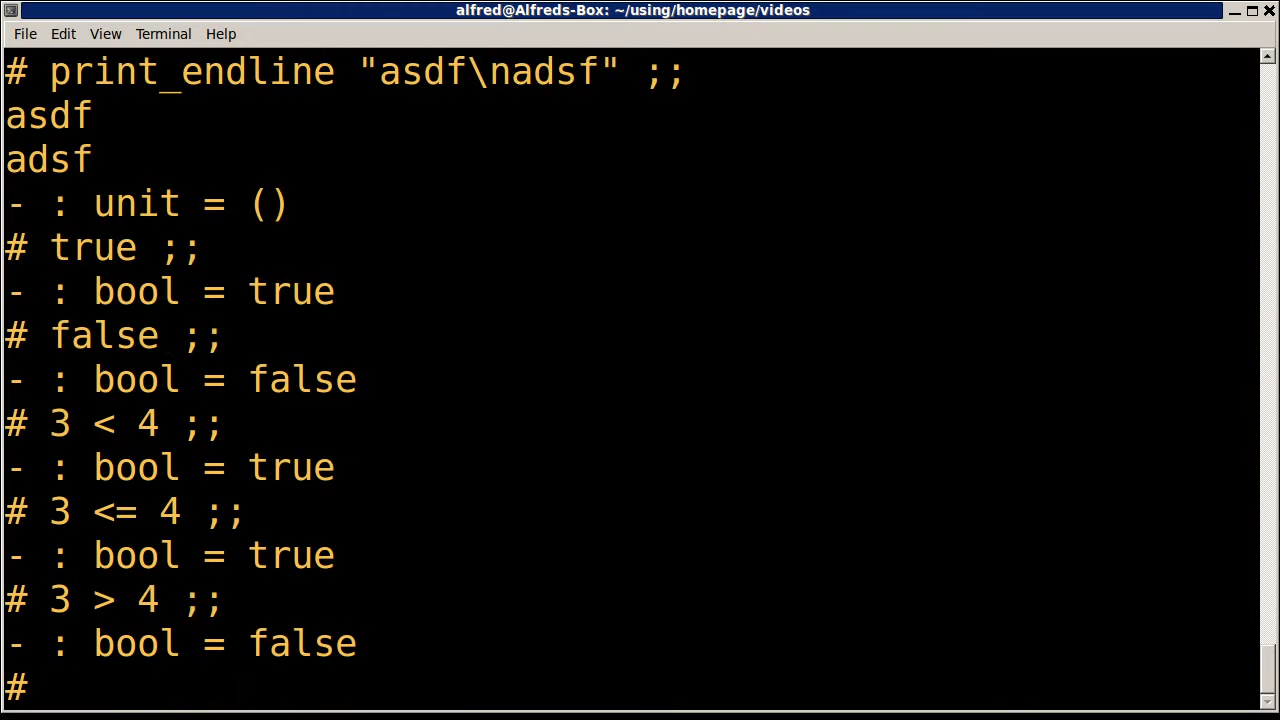 alfred@Alfreds-Box: ~/using/homepage/videos
File Edit View Terminal Help
# print_endline "asdf\nadsf" ;;
asdf
adsf
- : unit = ()
# true ;;
- : bool = true
# false ;;
- : bool = false
# 3 < 4 ;;
- : bool = true
# 3 <= 4 ;;
- : bool = true
# 3 > 4 ;;
- : bool = false
#